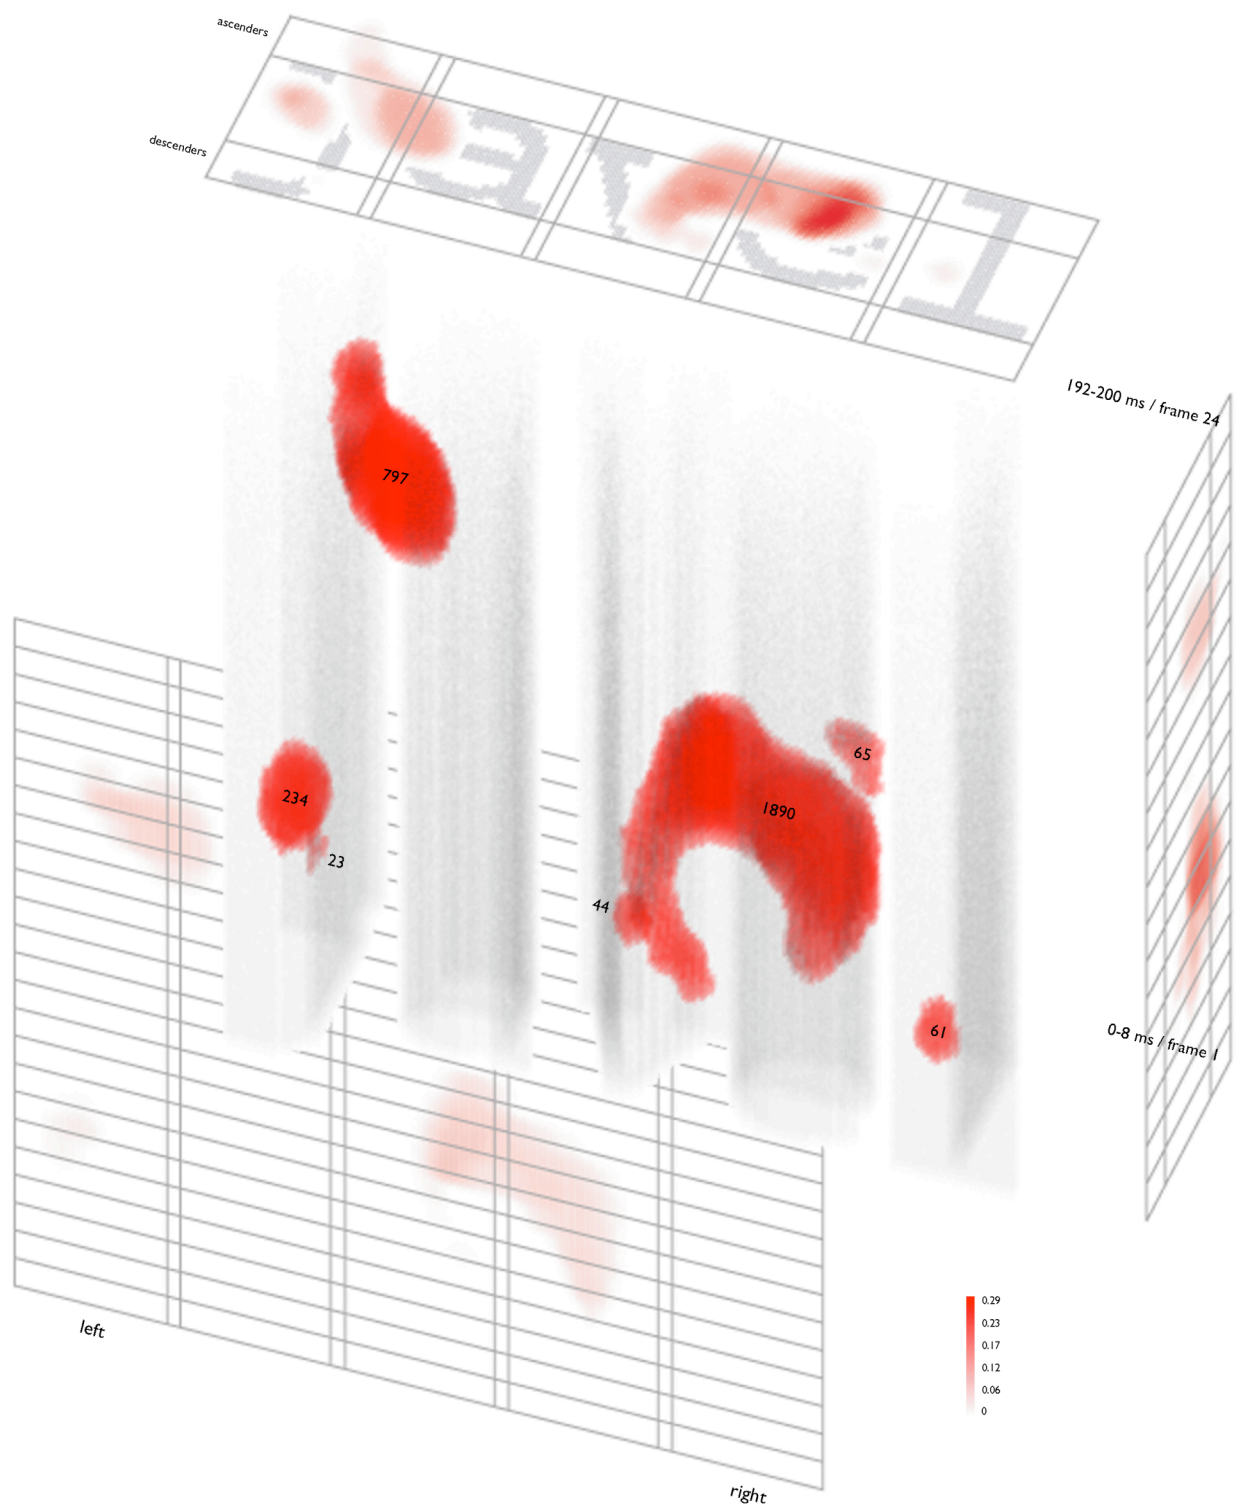 ascenders
descenders
192-200 ms / frame 24
797
234
23
65
1890
44
61
0-8 ms / frame 1
0.29
0.23
0.17
0.12
0.06
0
left
right